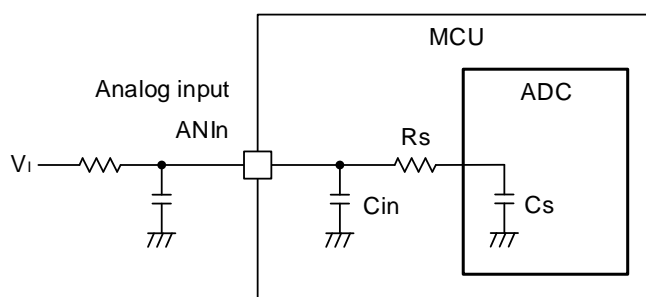 MCU
Analog input
ANIn
ADC
Rs
VI
Cin
Cs